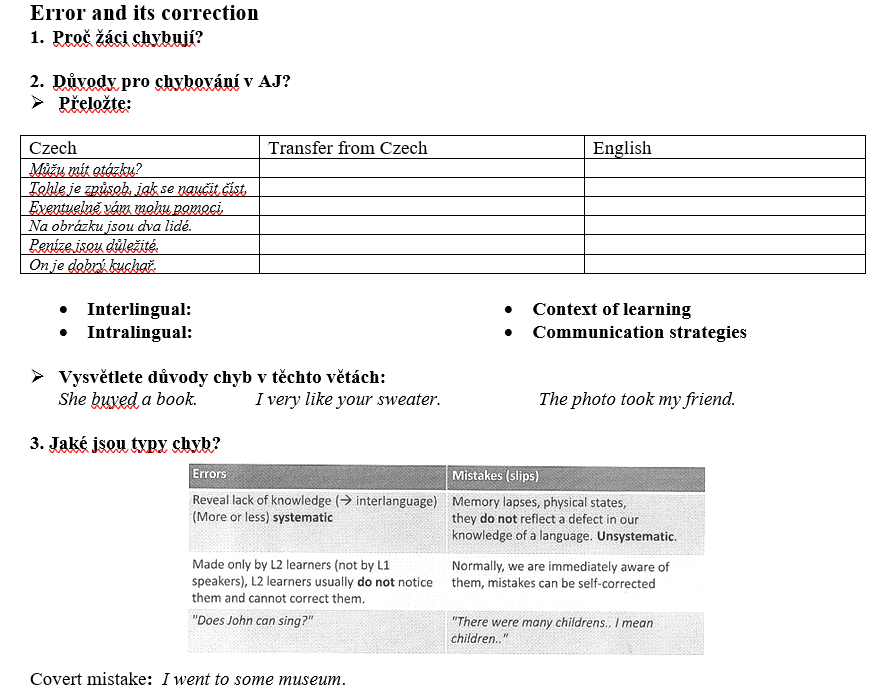 Error and its correction
1. Proč žáci chybují?
2. Důvody pro chybování v AJ?
➢ Přeložte:
Czech Transfer from Czech English
Můžu mít otázku?
Tohle je způsob, jak se naučit číst.
Eventuelně vám mohu pomoci.
Na obrázku jsou dva lidé.
Peníze jsou důležité.
On je dobrý kuchař.
• Interlingual: • Context of learning
• Intralingual: • Communication strategies
➢ Vysvětlete důvody chyb v těchto větách:
She buyed a book. I very like your sweater. The photo took my friend.
3. Jaké jsou typy chyb?
Errors Mistakes (slips)
Reveal lack of knowledge (→ interlanguage) Memory lapses, physical states,
(More or less) systematic they do not reflect a defect in our
knowledge of a language. Unsystematic.
Made only by L2 learners (not by L1 Normally, we are immediately aware of
speakers), L2 learners usually do not notice them, mistakes can be self-corrected
them and cannot correct them.
"Does John can sing?" "There were many childrens.. I mean
children.."
Covert mistake: I went to some museum.